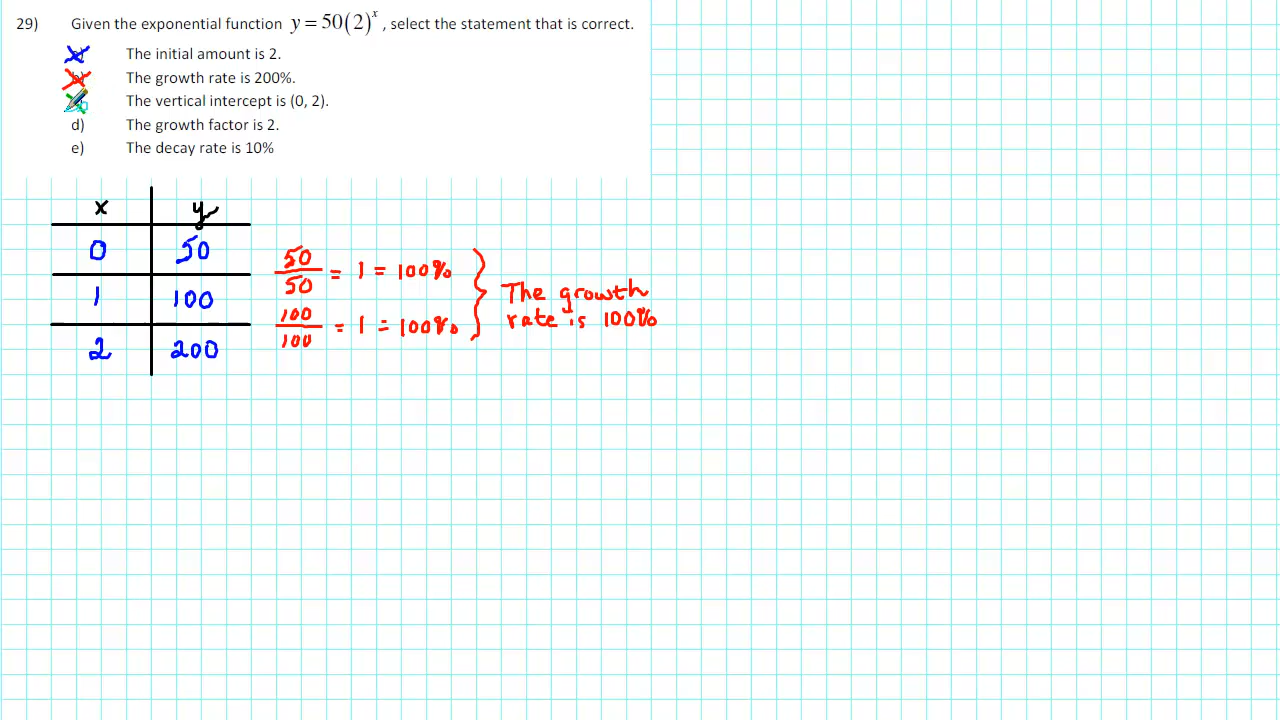 29) Given the exponential function y = 50(2)^x, select the statement that is correct.
The initial amount is 2.
The growth rate is 200%.
The vertical intercept is (0, 2).
d) The growth factor is 2.
e) The decay rate is 10%
x y
0 50
50/50 = 1 = 100%
1 100
The growth
rate is 100%
100/100 = 1 = 100%
2 200